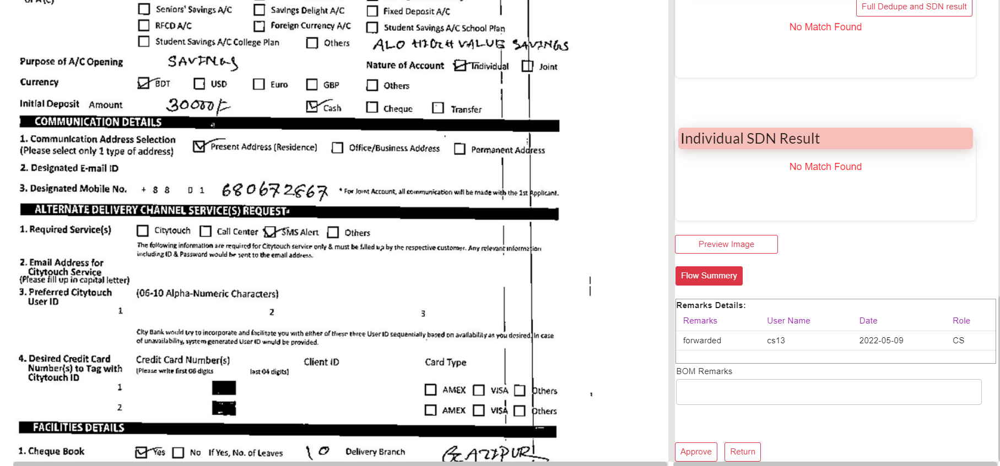 Seniors' Savings A/C Savings Delight A/C Fixed Deposit A/C
RFCD A/C Foreign Currency A/C Student Savings A/C School Plan
Student Savings A/C College Plan Others ALO HIGH VALUE SAVINGS
Purpose of A/C Opening SAVINGS Nature of Account Individual Joint
Currency BDT USD Euro GBP Others
Initial Deposit Amount 30000/- Cash Cheque Transfer
COMMUNICATION DETAILS
1. Communication Address Selection
(Please select only 1 type of address) Present Address (Residence) Office/Business Address Permanent Address
2. Designated E-mail ID
3. Designated Mobile No. + 8 8 0 1 680672867 * For Joint Account, all communication will be made with the 1st Applicant.
ALTERNATE DELIVERY CHANNEL SERVICE(S) REQUEST
1. Required Service(s) Citytouch Call Center SMS Alert Others
The following information are required for Citytouch service only & must be filled up by the respective customer. Any relevant information
including ID & Password would be sent to the email address.
2. Email Address for
Citytouch Service
(Please fill up in capital letter)
3. Preferred Citytouch (06-10 Alpha-Numeric Characters)
User ID
1 2 3
City Bank would try to incorporate and facilitate you with either of these three User ID sequentially based on availability as you desired. In case
of unavailability, system generated User ID would be provided.
4. Desired Credit Card Credit Card Number(s) Client ID Card Type
Number(s) to Tag with (Please write first 06 digits last 04 digits)
Citytouch ID
1 AMEX VISA Others
2 AMEX VISA Others
FACILITIES DETAILS
1. Cheque Book Yes No If Yes, No. of Leaves 10 Delivery Branch GAZIPUR
Full Dedupe and SDN result
No Match Found
Individual SDN Result
No Match Found
Preview Image
Flow Summery
Remarks Details:
Remarks User Name Date Role
forwarded cs13 2022-05-09 CS
BOM Remarks
Approve Return